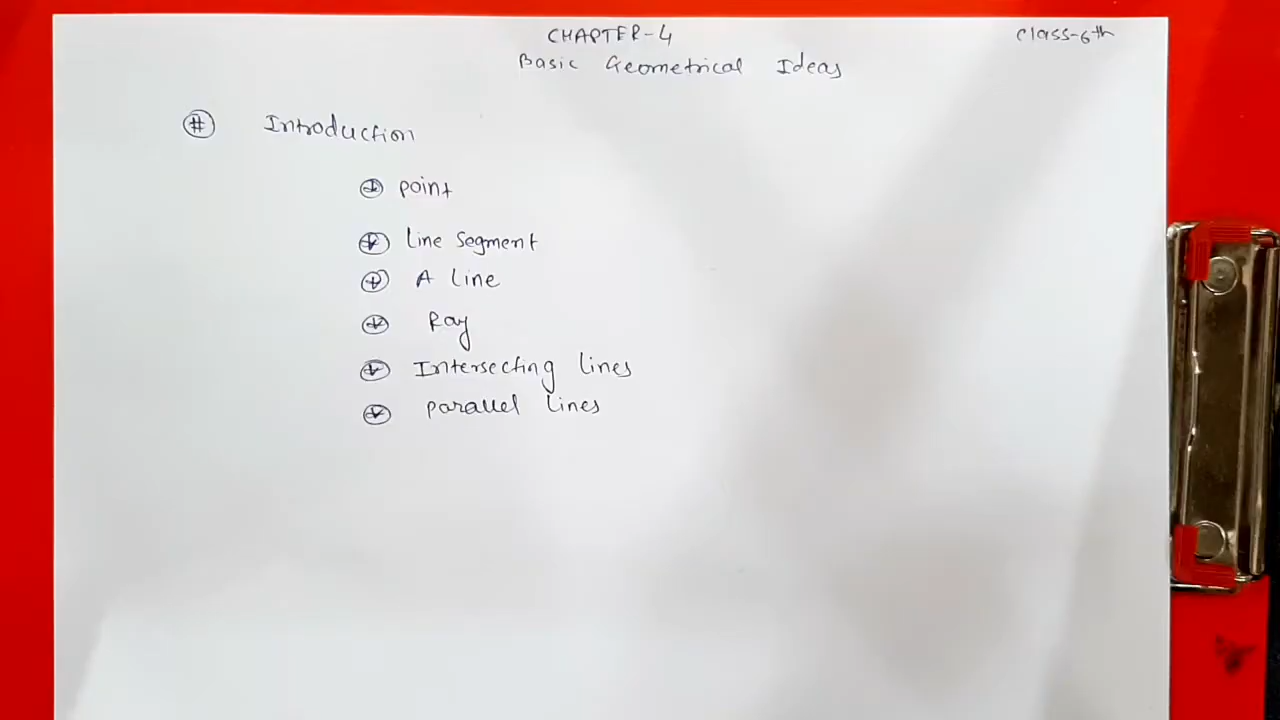 CHAPTER-4
class-6th
Basic Geometrical Ideas
# Introduction
point
Line segment
A line
Ray
Intersecting lines
parallel lines